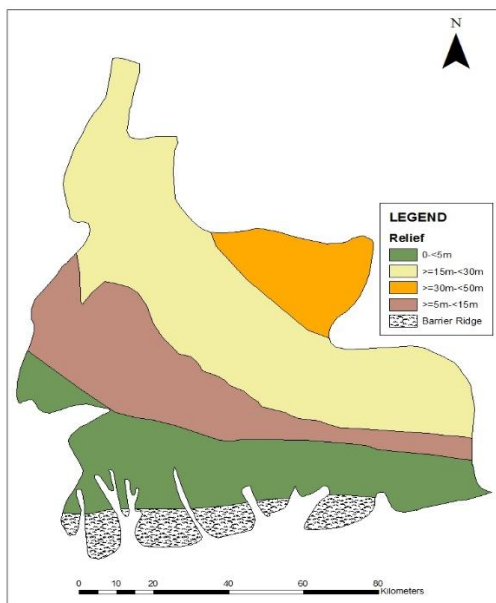 N
LEGEND
Relief
0-<5m
>=15m-<30m
>=30m-<50m
>=5m-<15m
Barrier Ridge
0 5 10 20 40 60 80
Kilometers